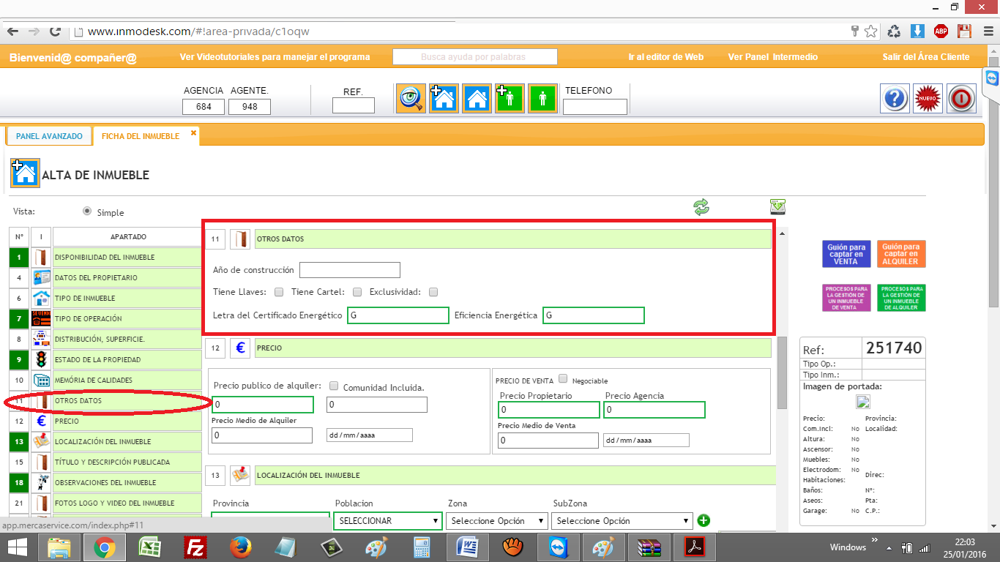 www.inmodesk.com/#!area-privada/c1oqw
ABP
Bienvenid@ compañer@
Ver Videotutoriales para manejar el programa
Busca ayuda por palabras
Ir al editor de Web
Ver Panel Intermedio
Salir del Área Cliente
AGENCIA AGENTE.
684 948
REF.
TELEFONO
NUEVO
PANEL AVANZADO
FICHA DEL INMUEBLE
ALTA DE INMUEBLE
Vista: Simple
Nº I APARTADO
1 DISPONIBILIDAD DEL INMUEBLE
4 DATOS DEL PROPIETARIO
6 TIPO DE INMUEBLE
7 SE VENDE TIPO DE OPERACIÓN
8 DISTRIBUCIÓN, SUPERFICIE.
9 ESTADO DE LA PROPIEDAD
10 MEMÓRIA DE CALIDADES
11 OTROS DATOS
12 € PRECIO
13 LOCALIZACIÓN DEL INMUEBLE
15 TÍTULO Y DESCRIPCIÓN PUBLICADA
18 OBSERVACIONES DEL INMUEBLE
21 FOTOS LOGO Y VIDEO DEL INMUEBLE
11 OTROS DATOS
Año de construcción
Tiene Llaves: Tiene Cartel: Exclusividad:
Letra del Certificado Energético G Eficiencia Energética G
12 € PRECIO
Precio publico de alquiler: Comunidad Incluida.
0 0
Precio Medio de Alquiler
0 dd/mm/aaaa
PRECIO DE VENTA Negociable
Precio Propietario Precio Agencia
0 0
Precio Medio de Venta
0 dd/mm/aaaa
13 LOCALIZACIÓN DEL INMUEBLE
Provincia Poblacion Zona SubZona
SELECCIONAR Seleccione Opción Seleccione Opción
Guión para
captar en
VENTA
Guión para
captar en
ALQUILER
PROCESOS PARA
LA GESTIÓN DE
UN INMUEBLE
DE VENTA
PROCESOS PARA
LA GESTIÓN DE
UN INMUEBLE
DE ALQUILER
Ref: 251740
Tipo Op.:
Tipo Inm.:
Imagen de portada:
Precio: Provincia:
Com.Incl: No Localidad:
Altura: No
Ascensor: No
Muebles: No
Electrodom: No
Direc:
Habitaciones:
Baños: Nº:
Aseos: Pta:
Garage: No C.P.:
app.mercaservice.com/index.php#11
Windows
22:03
25/01/2016